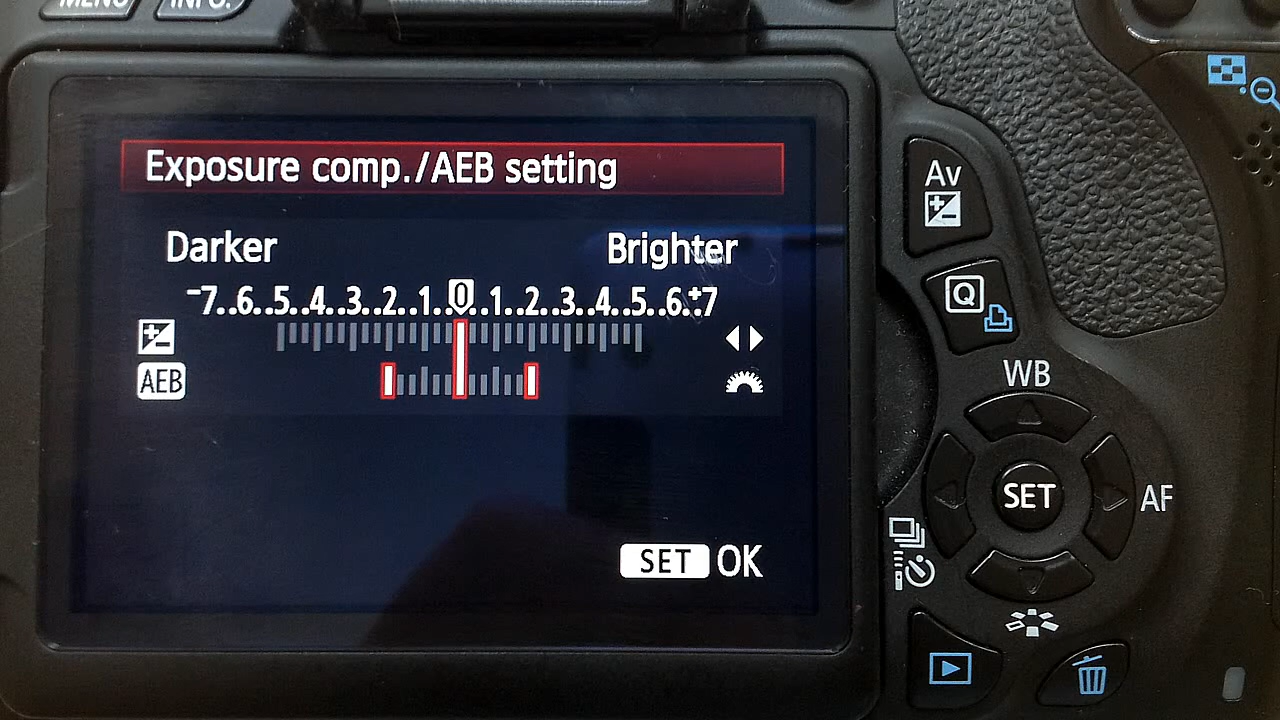 MENU
INFO.
Exposure comp./AEB setting
Darker
Brighter
-7..6..5..4..3..2..1..0..1..2..3..4..5..6..+7
AEB
SET OK
Av
Q
WB
SET
AF